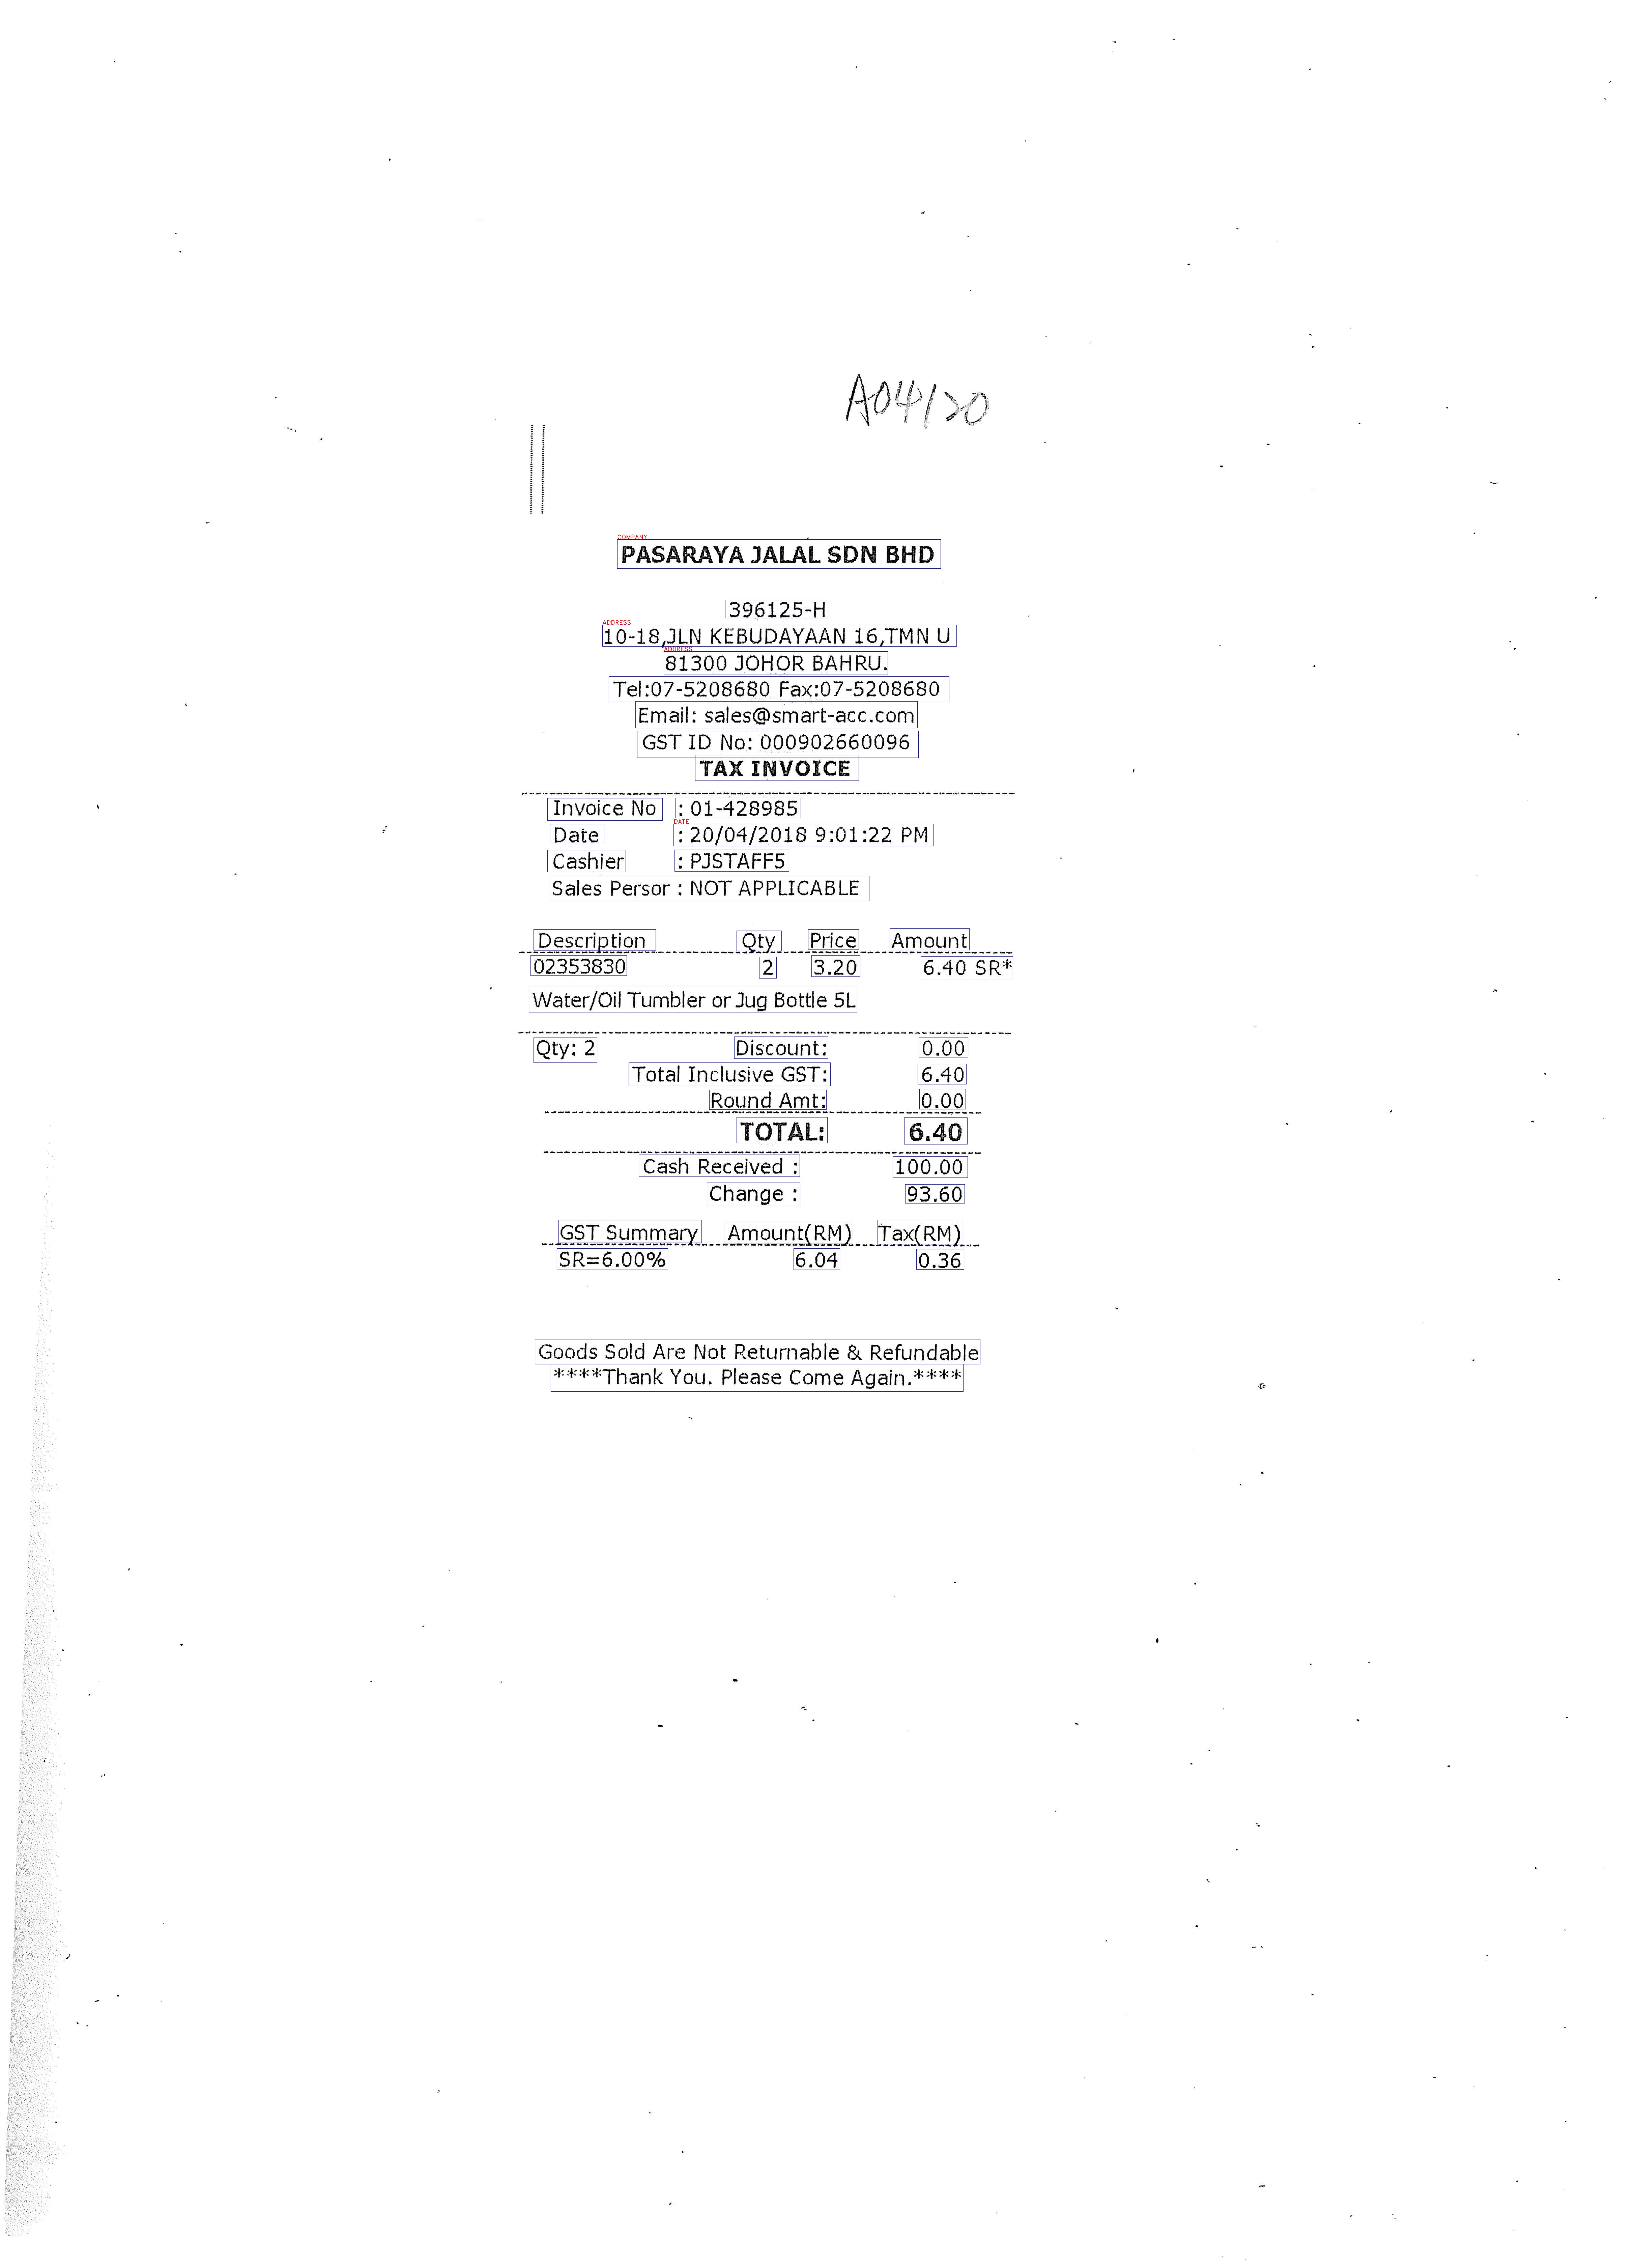 A04120
COMPANY
PASARAYA JALAL SDN BHD
396125-H
ADDRESS
10-18,JLN KEBUDAYAAN 16,TMN U
ADDRESS
81300 JOHOR BAHRU.
Tel:07-5208680 Fax:07-5208680
Email: sales@smart-acc.com
GST ID No: 000902660096
TAX INVOICE
Invoice No : 01-428985
DATE
Date : 20/04/2018 9:01:22 PM
Cashier : PJSTAFF5
Sales Persor : NOT APPLICABLE
Description Qty Price Amount
02353830 2 3.20 6.40 SR*
Water/Oil Tumbler or Jug Bottle 5L
Qty: 2 Discount: 0.00
Total Inclusive GST: 6.40
Round Amt: 0.00
TOTAL: 6.40
Cash Received : 100.00
Change : 93.60
GST Summary Amount(RM) Tax(RM)
SR=6.00% 6.04 0.36
Goods Sold Are Not Returnable & Refundable
****Thank You. Please Come Again.****